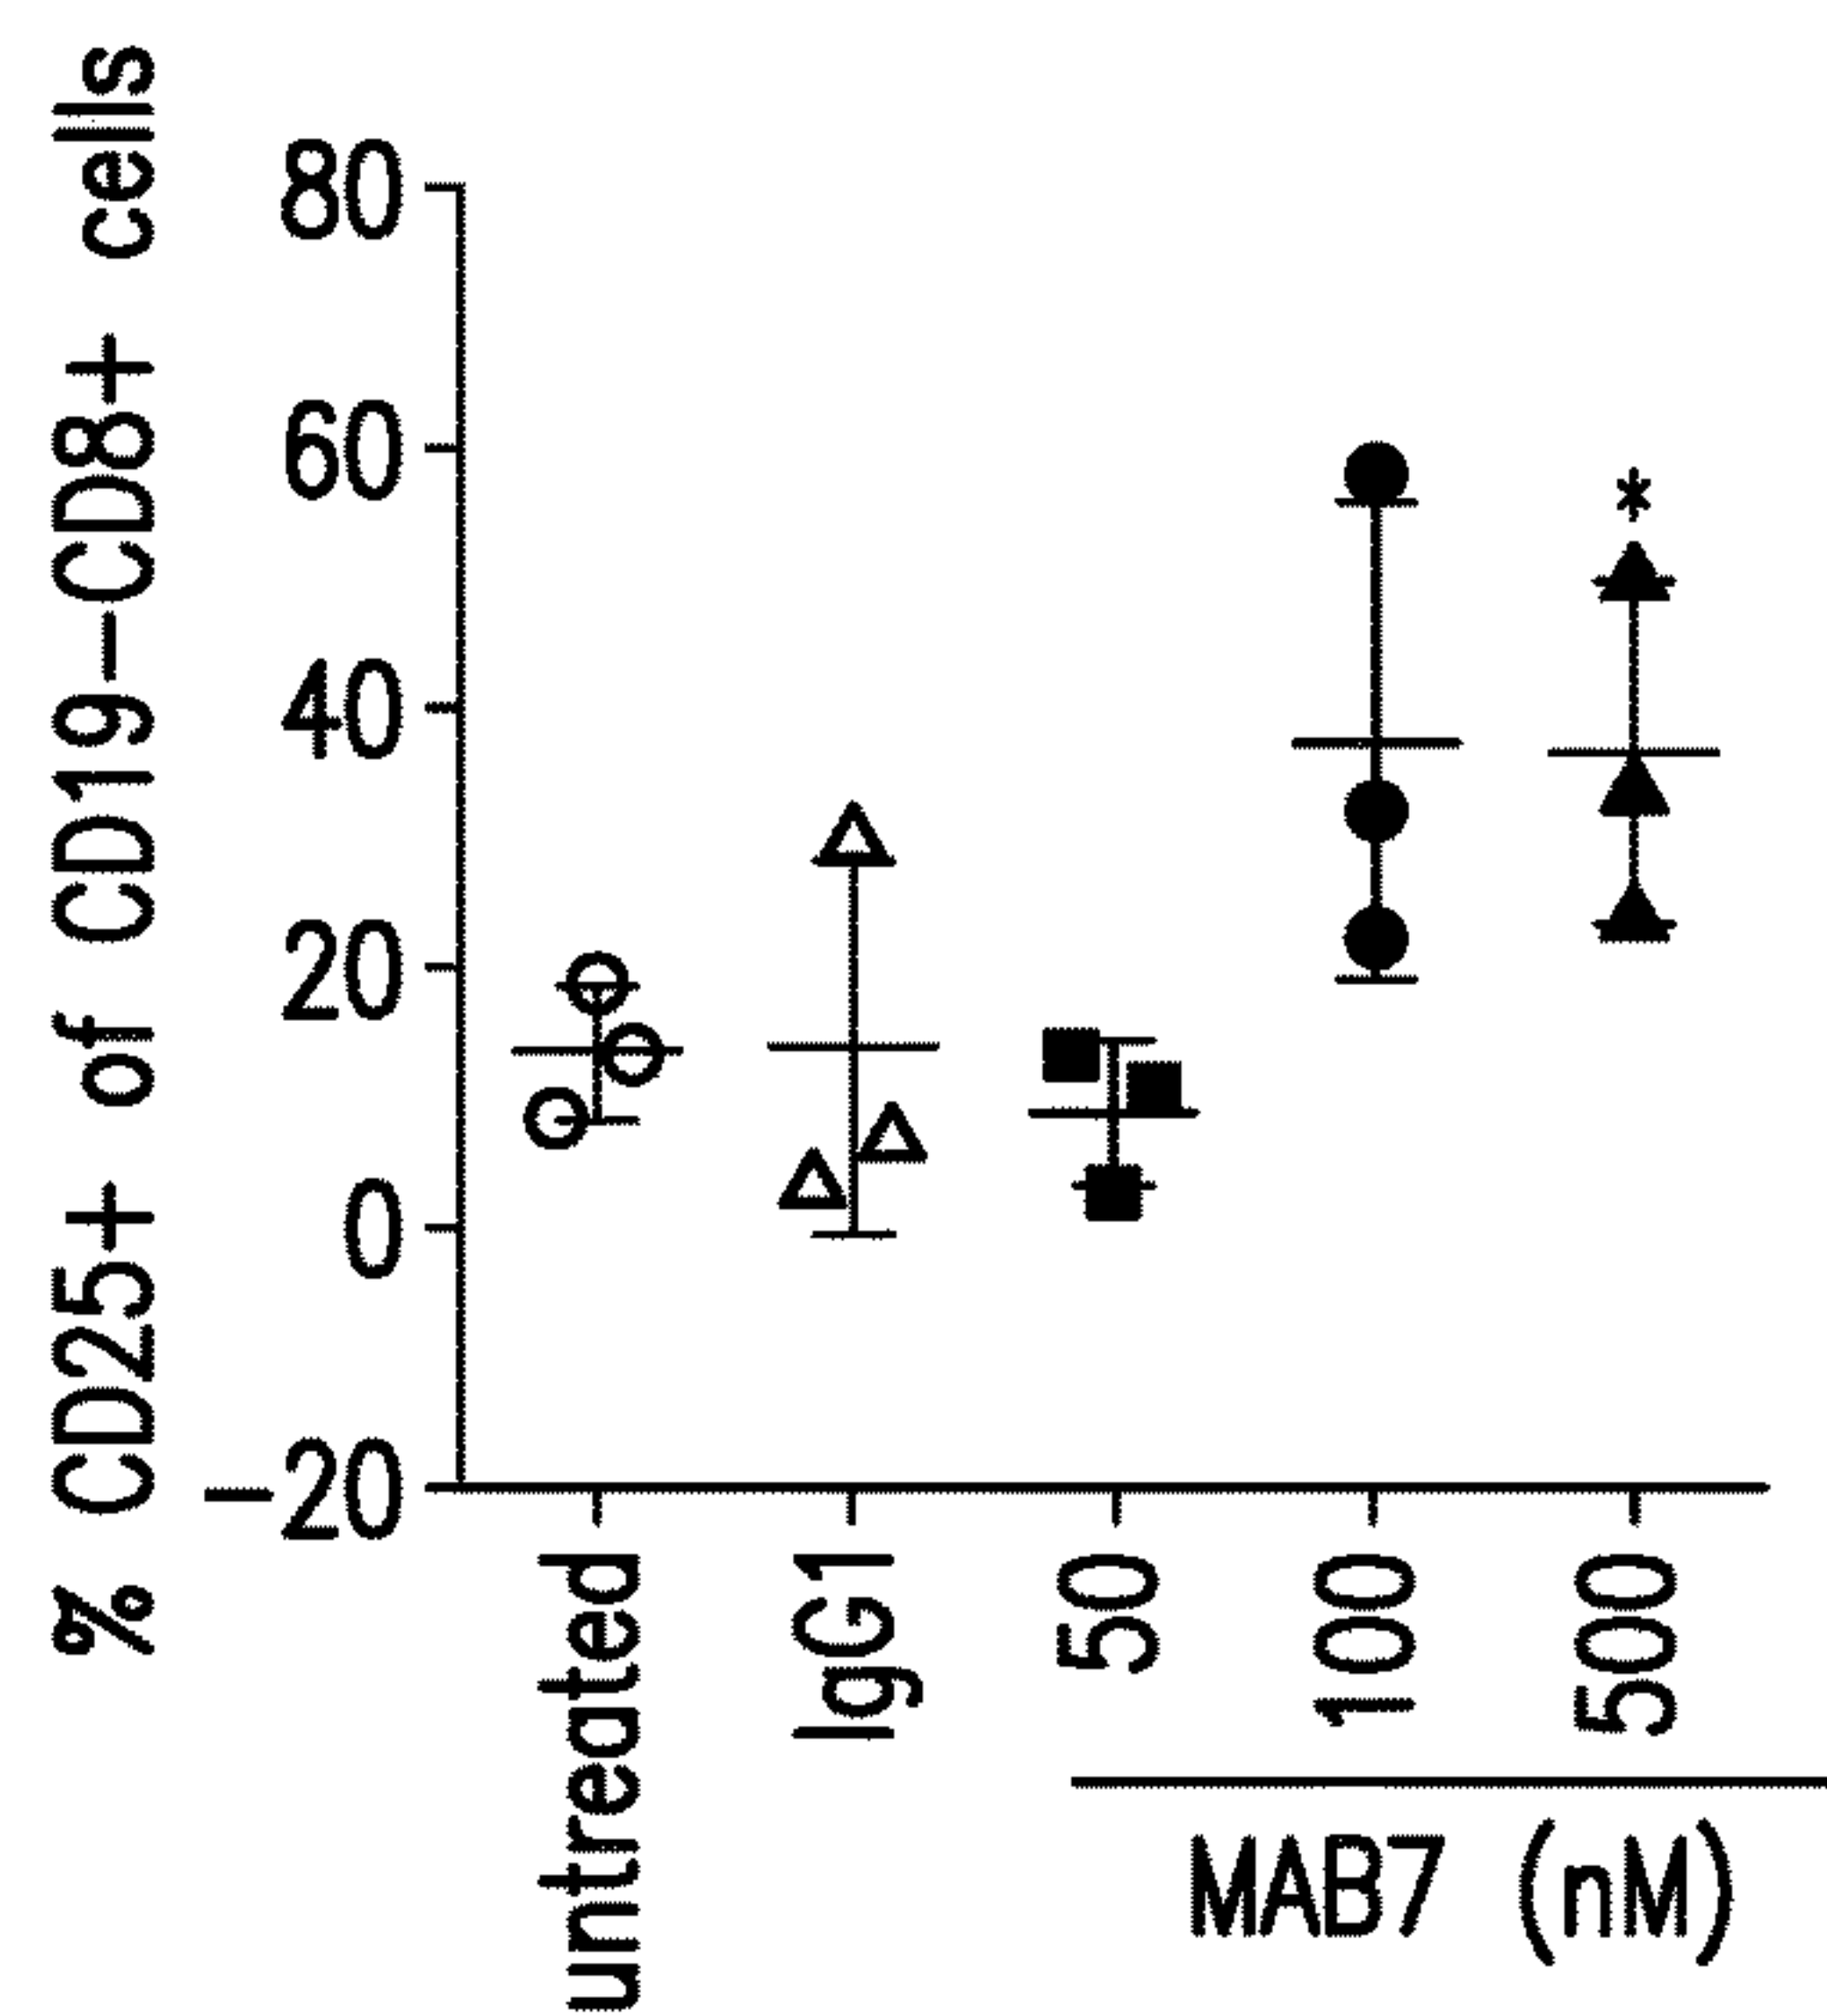 % CD25+ of CD19-CD8+ cells
80
60
40
20
0
-20
*
untreated
IgG1
50
100
500
MAB7 (nM)